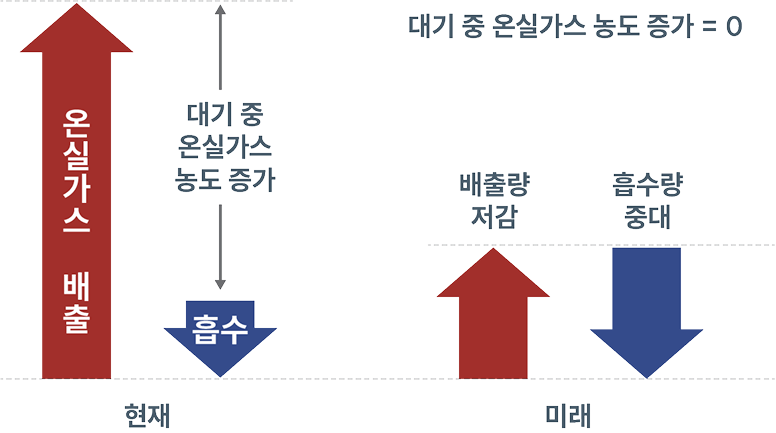 대기 중 온실가스 농도 증가 = 0
온실가스 배출
대기 중
온실가스
농도 증가
흡수
배출량
저감
흡수량
중대
현재
미래